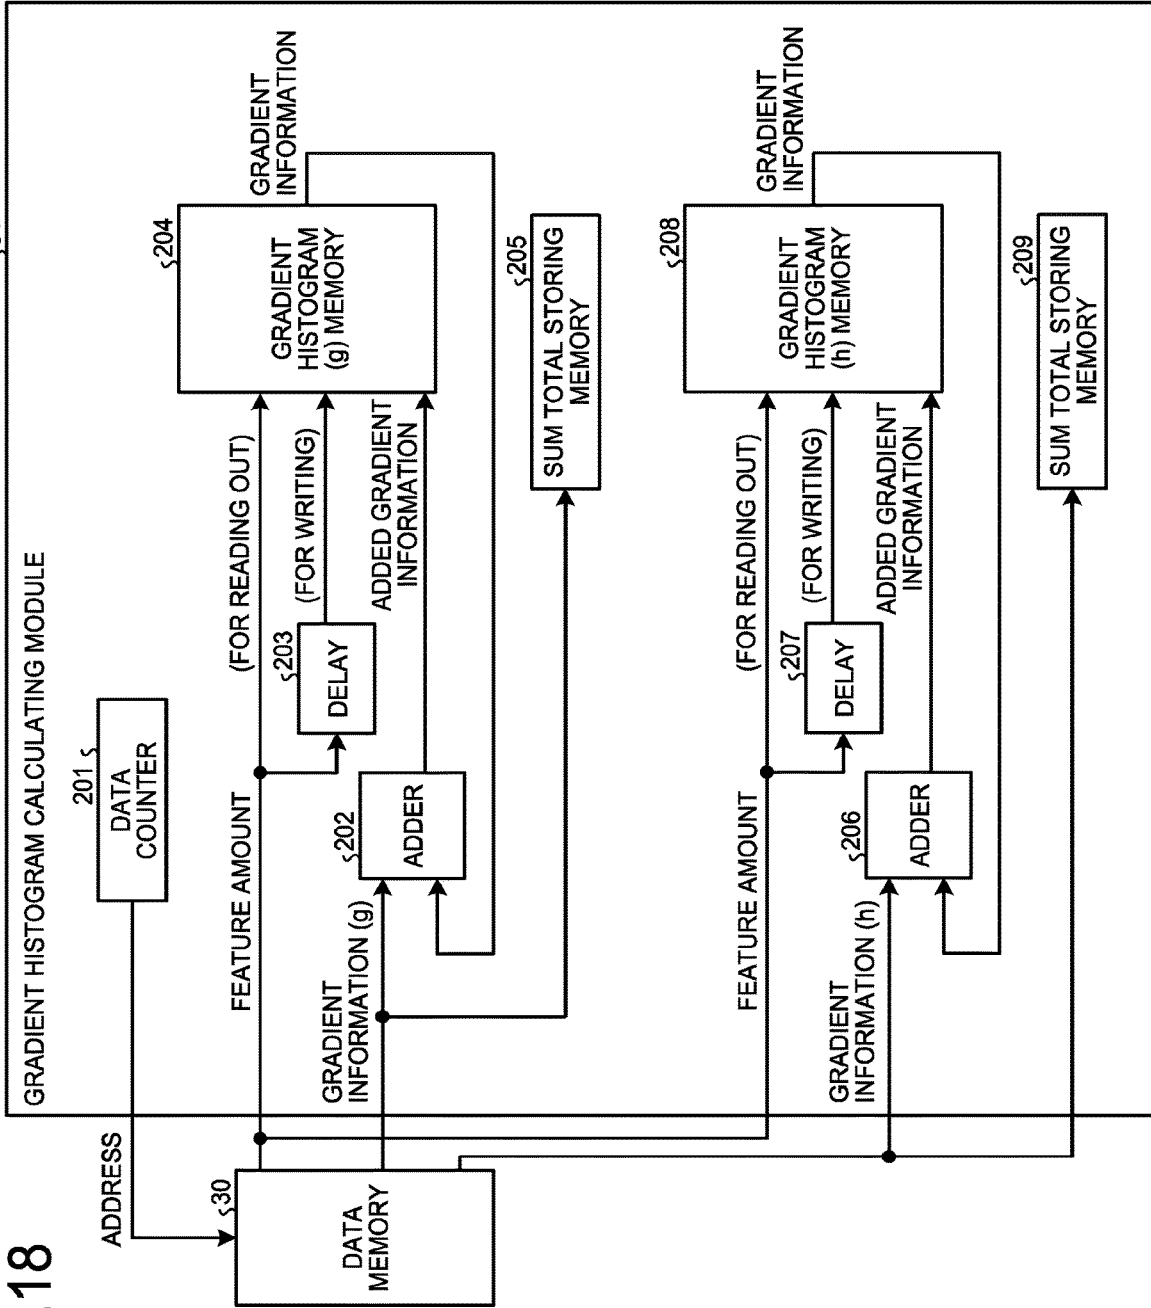 .18
GRADIENT HISTOGRAM CALCULATING MODULE
ADDRESS
201
DATA
COUNTER
30
DATA
MEMORY
FEATURE AMOUNT
(FOR READING OUT)
203
DELAY
(FOR WRITING)
204
GRADIENT
HISTOGRAM
(g) MEMORY
GRADIENT
INFORMATION
GRADIENT
INFORMATION (g)
202
ADDER
ADDED GRADIENT
INFORMATION
205
SUM TOTAL STORING
MEMORY
FEATURE AMOUNT
(FOR READING OUT)
207
DELAY
(FOR WRITING)
208
GRADIENT
HISTOGRAM
(h) MEMORY
GRADIENT
INFORMATION
GRADIENT
INFORMATION (h)
206
ADDER
ADDED GRADIENT
INFORMATION
209
SUM TOTAL STORING
MEMORY